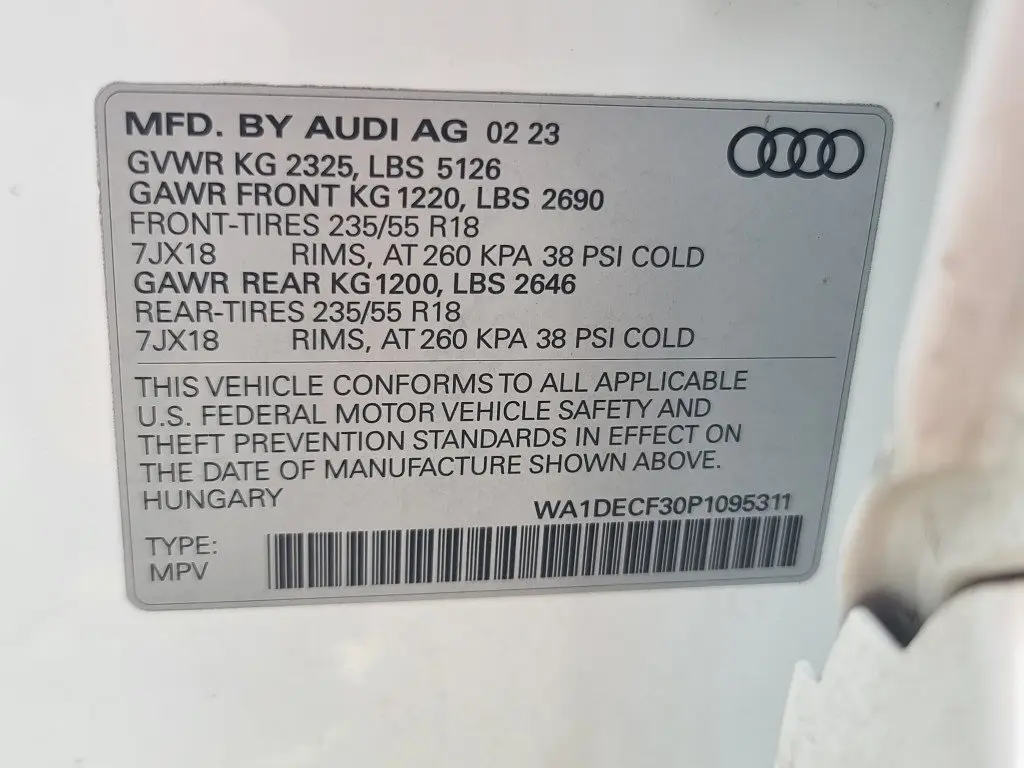 MFD. BY AUDI AG 02 23
GVWR KG 2325, LBS 5126
GAWR FRONT KG 1220, LBS 2690
FRONT-TIRES 235/55 R18
7JX18 RIMS, AT 260 KPA 38 PSI COLD
GAWR REAR KG 1200, LBS 2646
REAR-TIRES 235/55 R18
7JX18 RIMS, AT 260 KPA 38 PSI COLD
THIS VEHICLE CONFORMS TO ALL APPLICABLE
U.S. FEDERAL MOTOR VEHICLE SAFETY AND
THEFT PREVENTION STANDARDS IN EFFECT ON
THE DATE OF MANUFACTURE SHOWN ABOVE.
HUNGARY
WA1DECF30P1095311
TYPE:
MPV